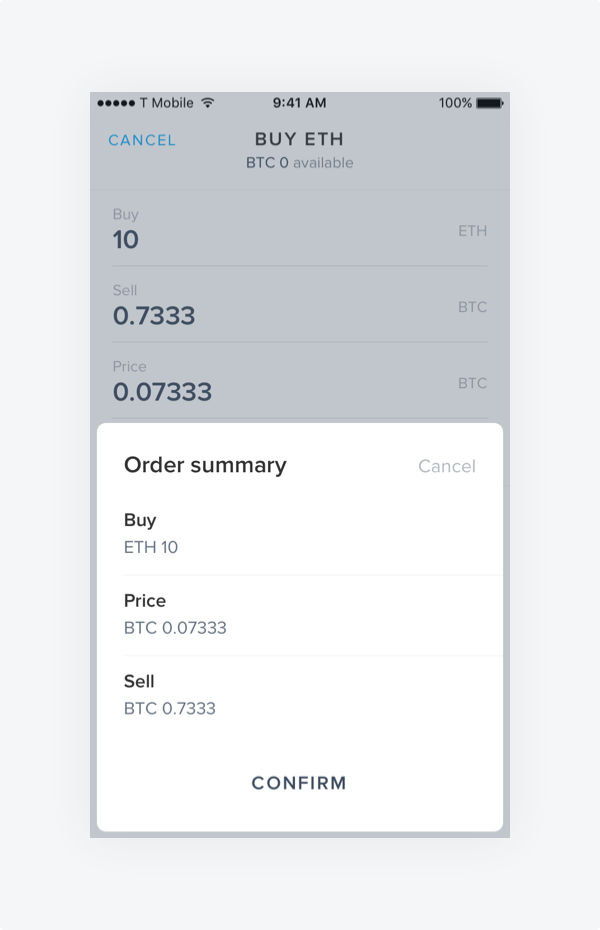 ●●●●● T Mobile 9:41 AM 100%
CANCEL BUY ETH
BTC 0 available
Buy
10 ETH
Sell
0.7333 BTC
Price
0.07333 BTC
Order summary Cancel
Buy
ETH 10
Price
BTC 0.07333
Sell
BTC 0.7333
CONFIRM